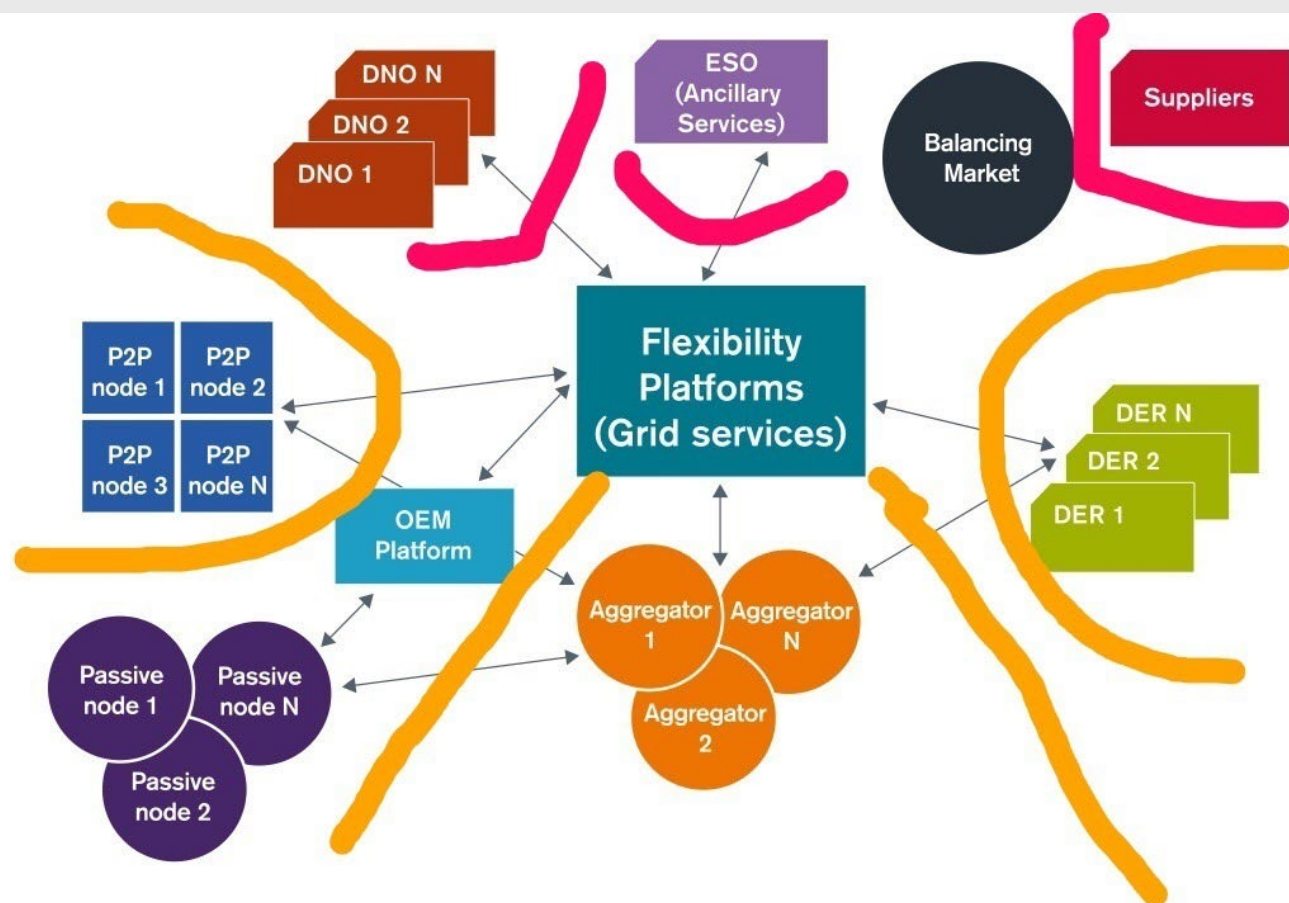 DNO N
DNO 2
DNO 1
ESO
(Ancillary
Services)
Balancing
Market
Suppliers
P2P
node 1
P2P
node 2
P2P
node 3
P2P
node N
Flexibility
Platforms
(Grid services)
DER N
DER 2
DER 1
OEM
Platform
Aggregator
1
Aggregator
N
Aggregator
2
Passive
node 1
Passive
node N
Passive
node 2